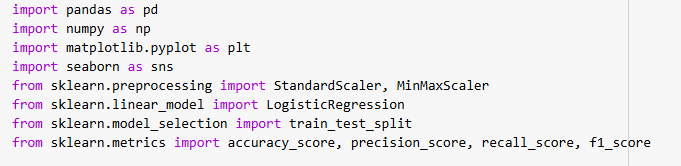 import pandas as pd
import numpy as np
import matplotlib.pyplot as plt
import seaborn as sns
from sklearn.preprocessing import StandardScaler, MinMaxScaler
from sklearn.linear_model import LogisticRegression
from sklearn.model_selection import train_test_split
from sklearn.metrics import accuracy_score, precision_score, recall_score, f1_score